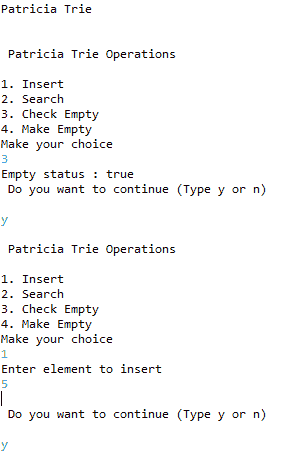 Patricia Trie
Patricia Trie Operations
1. Insert
2. Search
3. Check Empty
4. Make Empty
Make your choice
3
Empty status : true
Do you want to continue (Type y or n)
y
Patricia Trie Operations
1. Insert
2. Search
3. Check Empty
4. Make Empty
Make your choice
1
Enter element to insert
5
Do you want to continue (Type y or n)
y